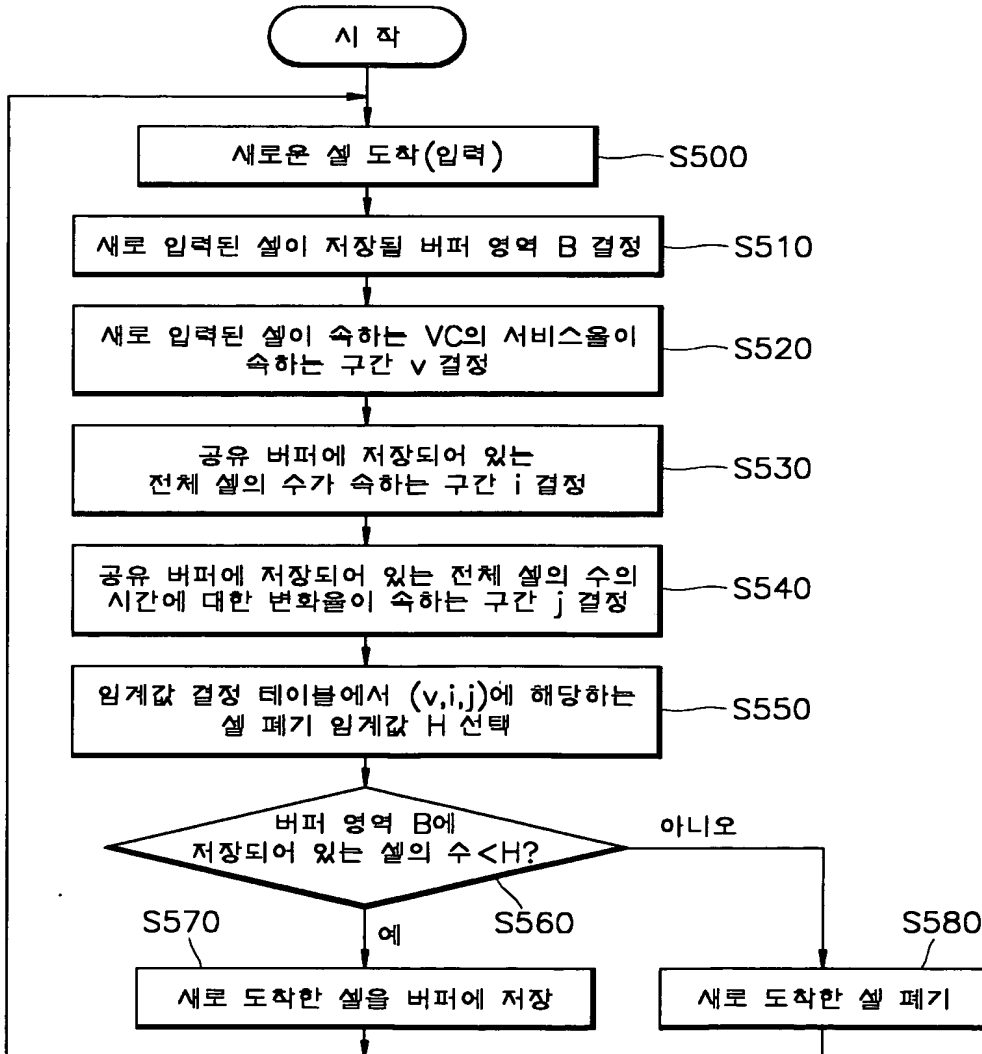 시 작
새로운 셀 도착(입력)
S500
새로 입력된 셀이 저장될 버퍼 영역 B 결정
S510
새로 입력된 셀이 속하는 VC의 서비스율이
속하는 구간 v 결정
S520
공유 버퍼에 저장되어 있는
전체 셀의 수가 속하는 구간 i 결정
S530
공유 버퍼에 저장되어 있는 전체 셀의 수의
시간에 대한 변화율이 속하는 구간 j 결정
S540
임계값 결정 테이블에서 (v,i,j)에 해당하는
셀 폐기 임계값 H 선택
S550
버퍼 영역 B에
저장되어 있는 셀의 수<H?
아니오
S560
예
S570
S580
새로 도착한 셀을 버퍼에 저장
새로 도착한 셀 폐기